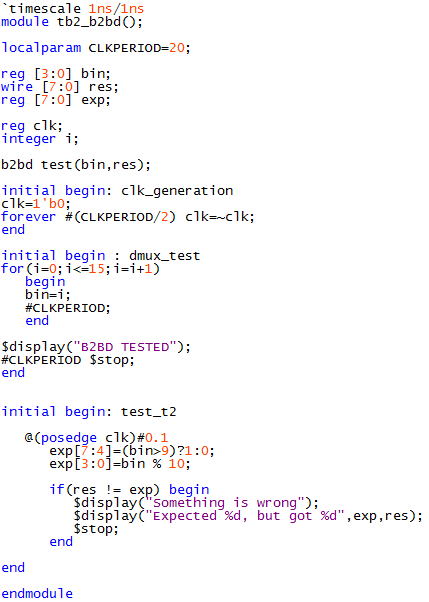 `timescale 1ns/1ns
module tb2_b2bd();

localparam CLKPERIOD=20;

reg [3:0] bin;
wire [7:0] res;
reg [7:0] exp;

reg clk;
integer i;

b2bd test(bin,res);

initial begin: clk_generation
clk=1'b0;
forever #(CLKPERIOD/2) clk=~clk;
end

initial begin : dmux_test
for(i=0;i<=15;i=i+1)
   begin
   bin=i;
   #CLKPERIOD;
   end

$display("B2BD TESTED");
#CLKPERIOD $stop;
end


initial begin: test_t2

   @(posedge clk)#0.1
      exp[7:4]=(bin>9)?1:0;
      exp[3:0]=bin % 10;

      if(res != exp) begin
         $display("Something is wrong");
         $display("Expected %d, but got %d",exp,res);
         $stop;
      end

end

endmodule